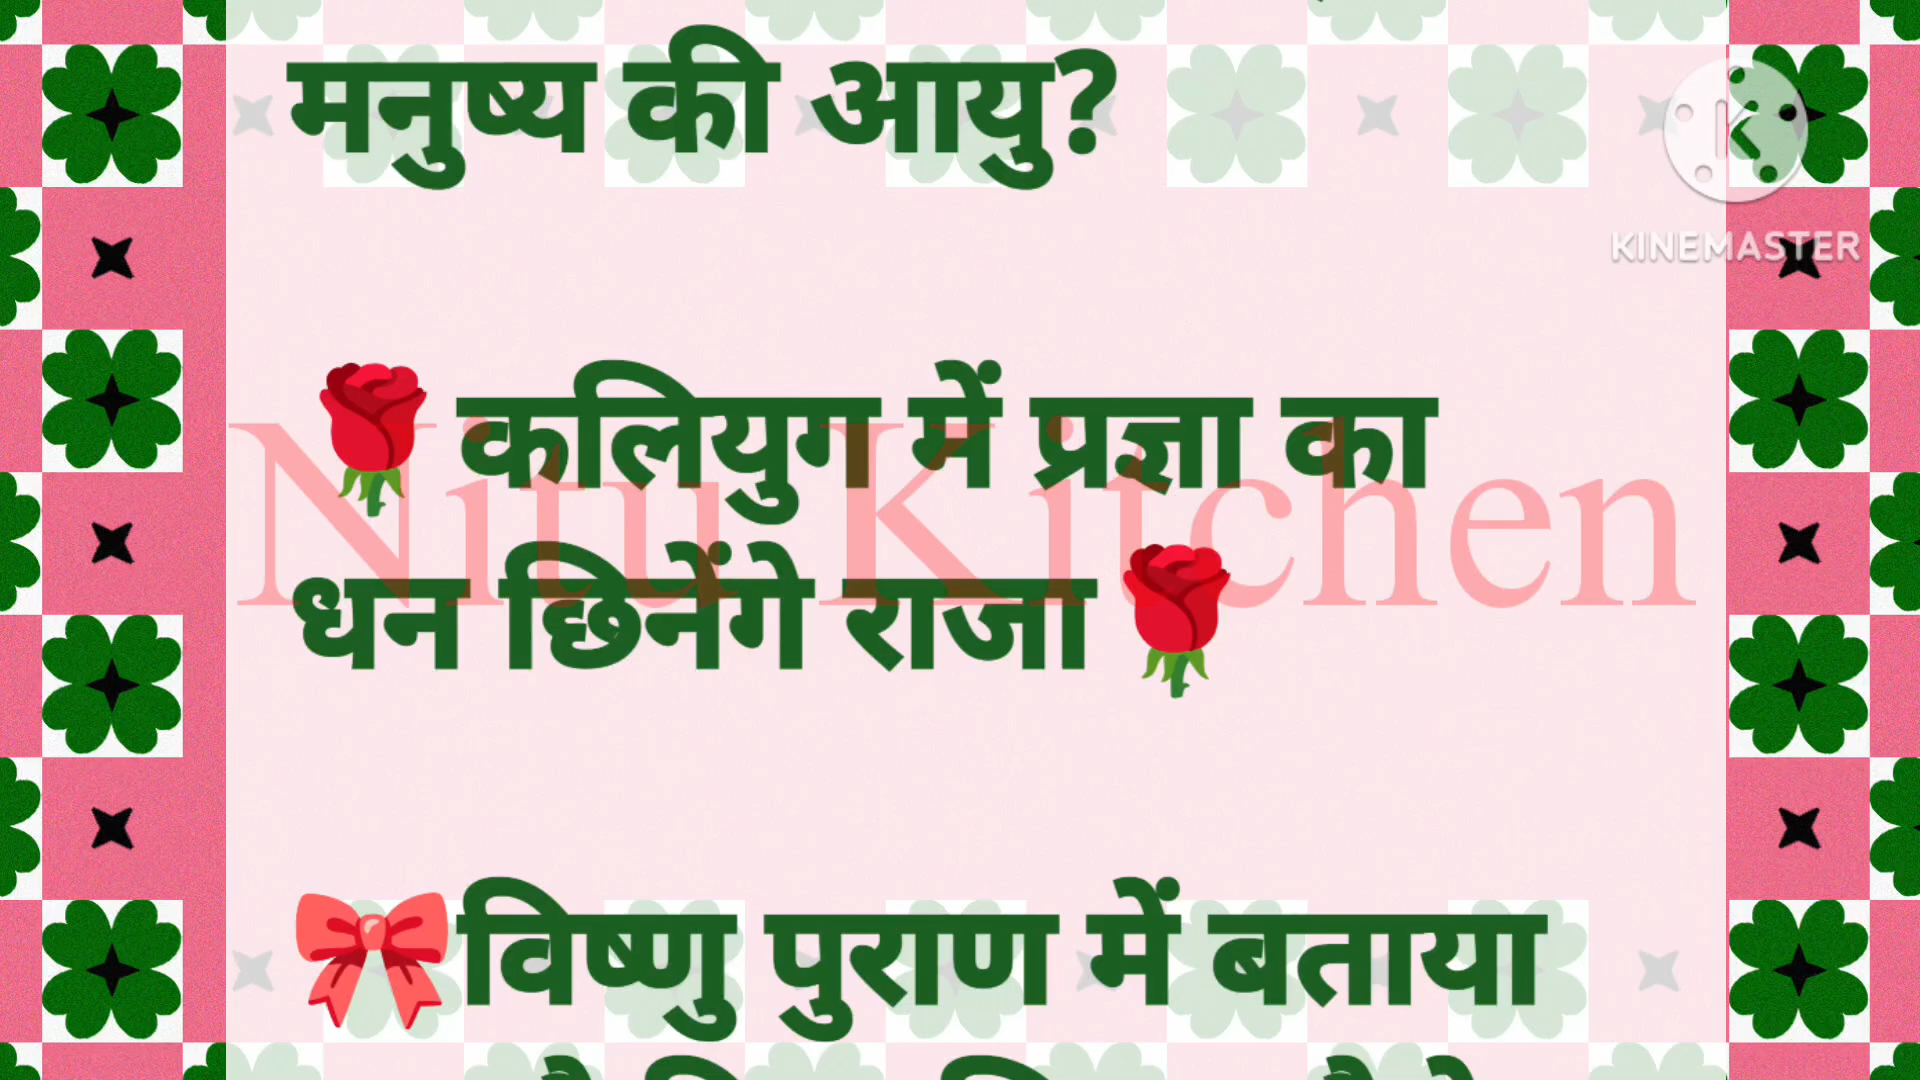 मनुष्य की आयु?
KINEMASTER
🌹कलियुग में प्रज्ञा का
Nitu Kitchen
धन छिनेंगे राजा🌹
🎀विष्णु पुराण में बताया